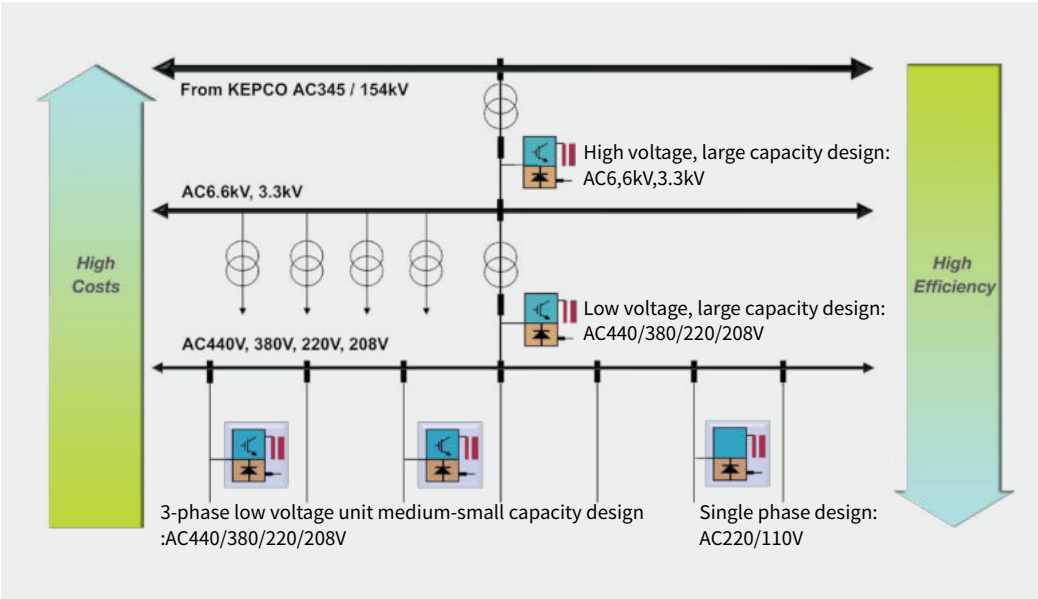 From KEPCO AC345 / 154kV
High voltage, large capacity design:
AC6,6kV,3.3kV
AC6.6kV, 3.3kV
High
Costs
High
Efficiency
Low voltage, large capacity design:
AC440/380/220/208V
AC440V, 380V, 220V, 208V
3-phase low voltage unit medium-small capacity design
:AC440/380/220/208V
Single phase design:
AC220/110V